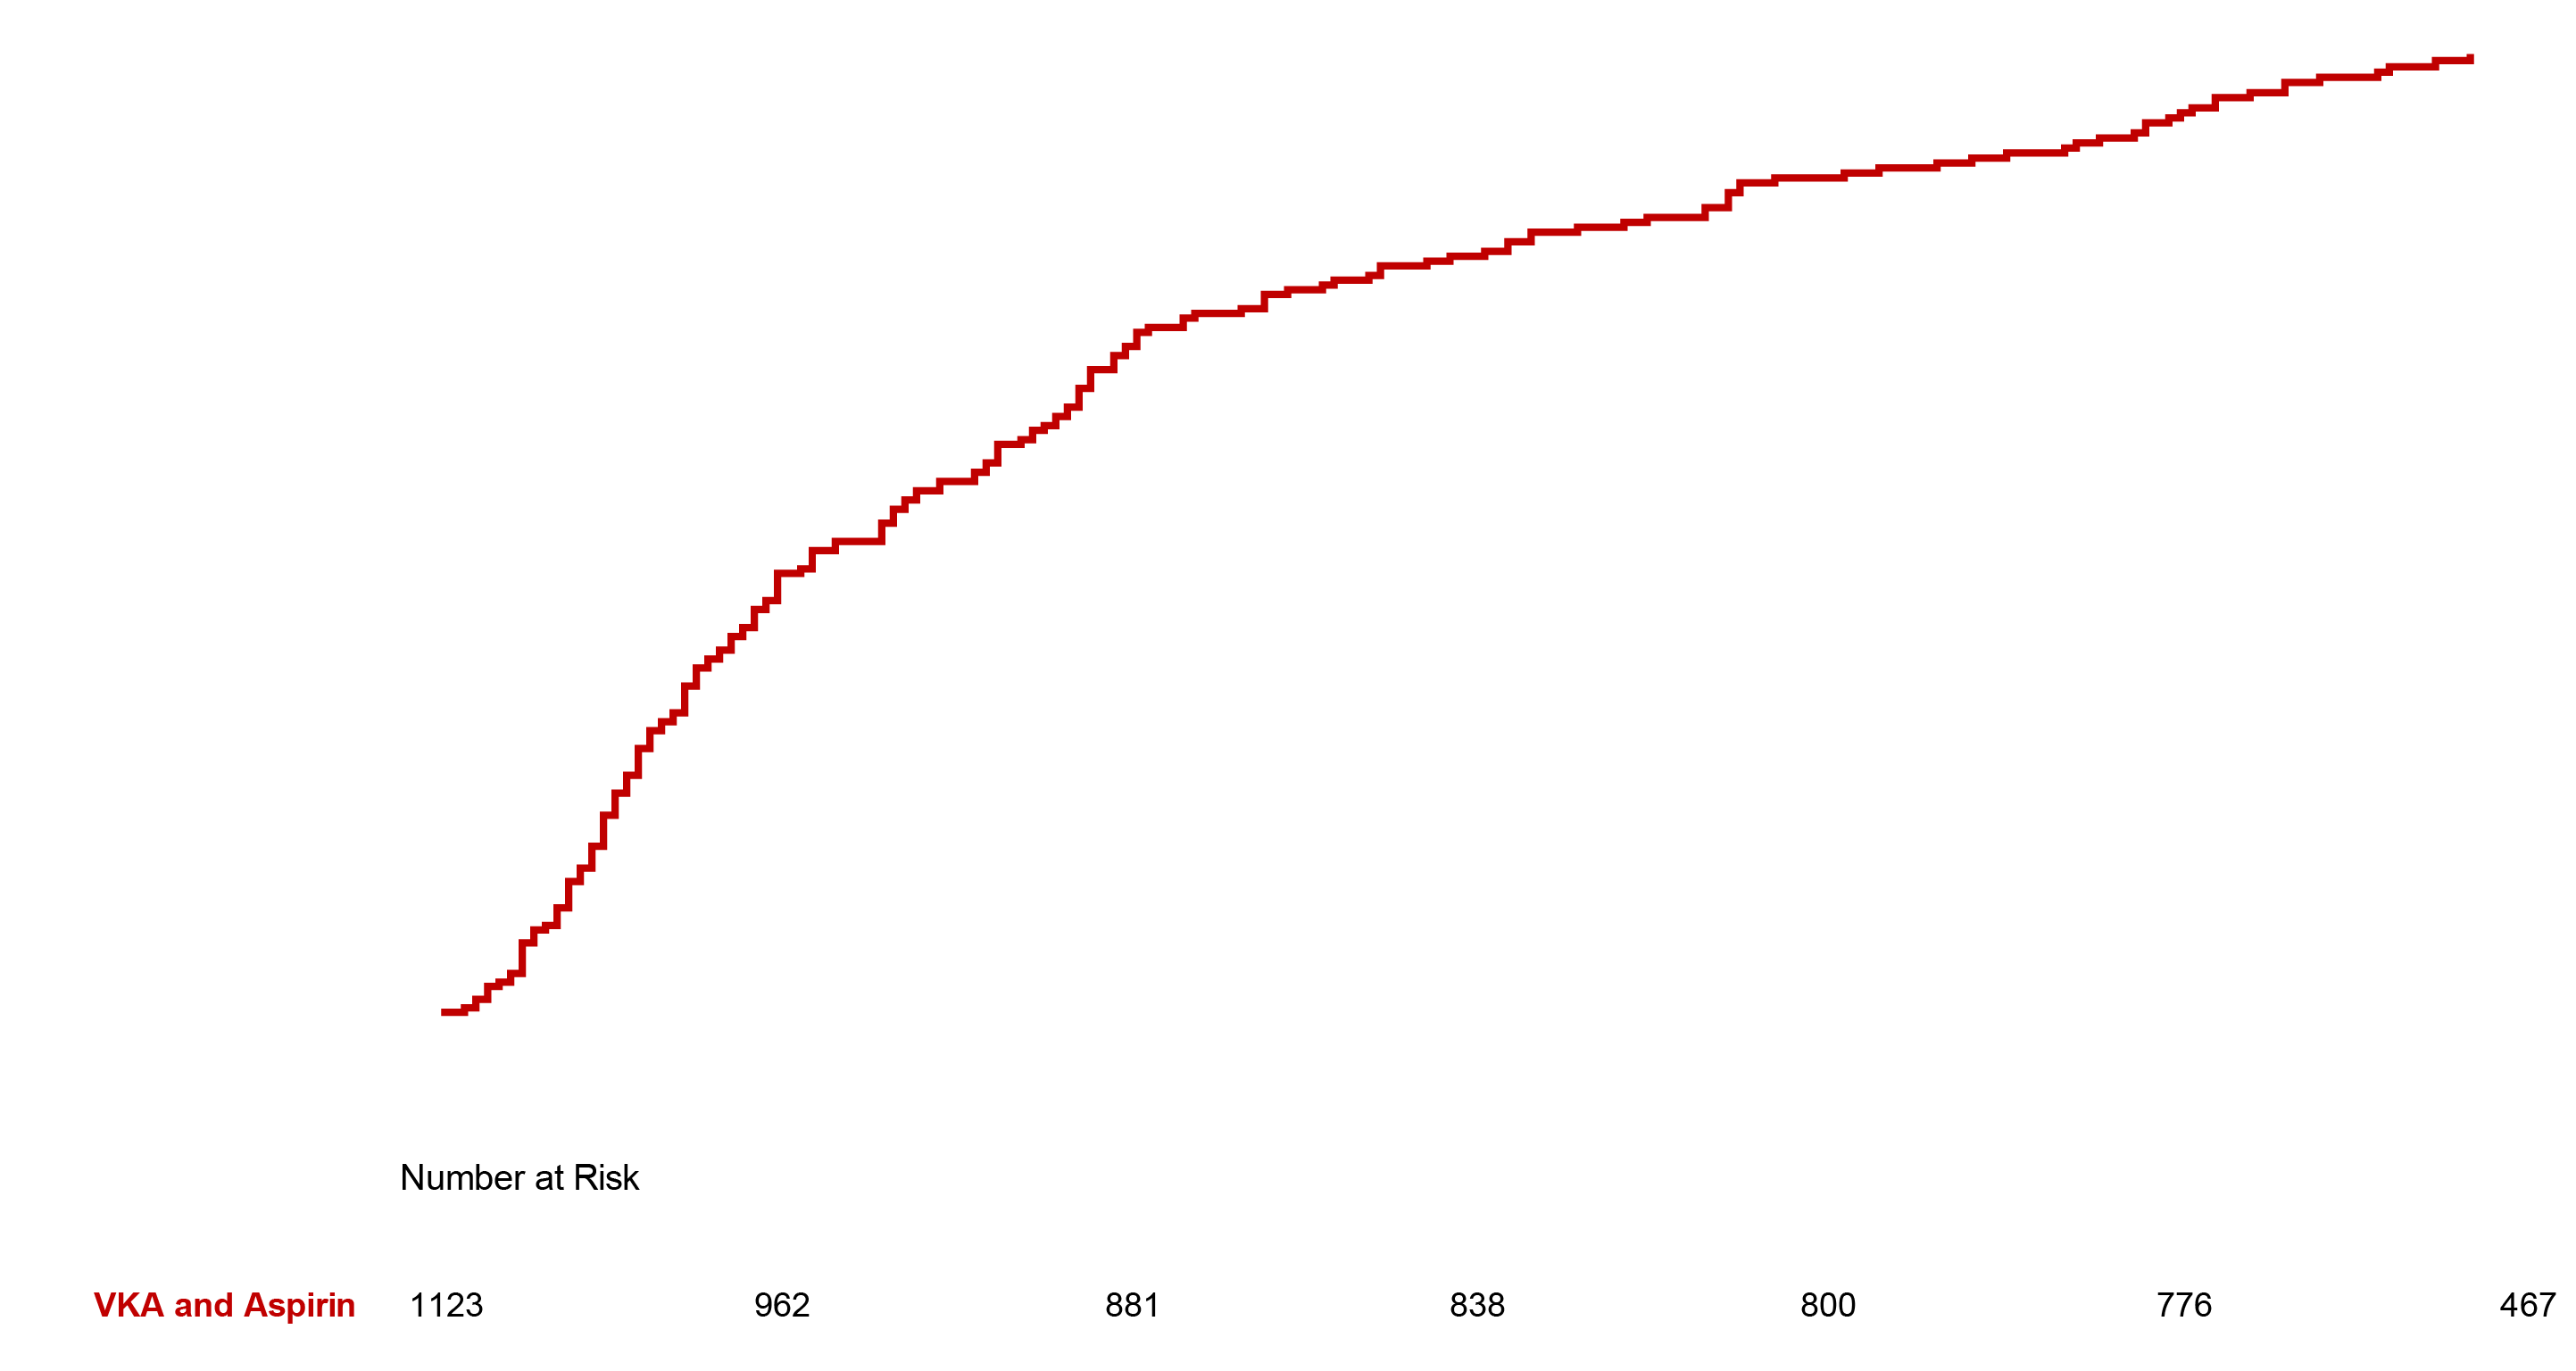 Number at Risk
VKA and Aspirin 1123 962 881 838 800 776 467